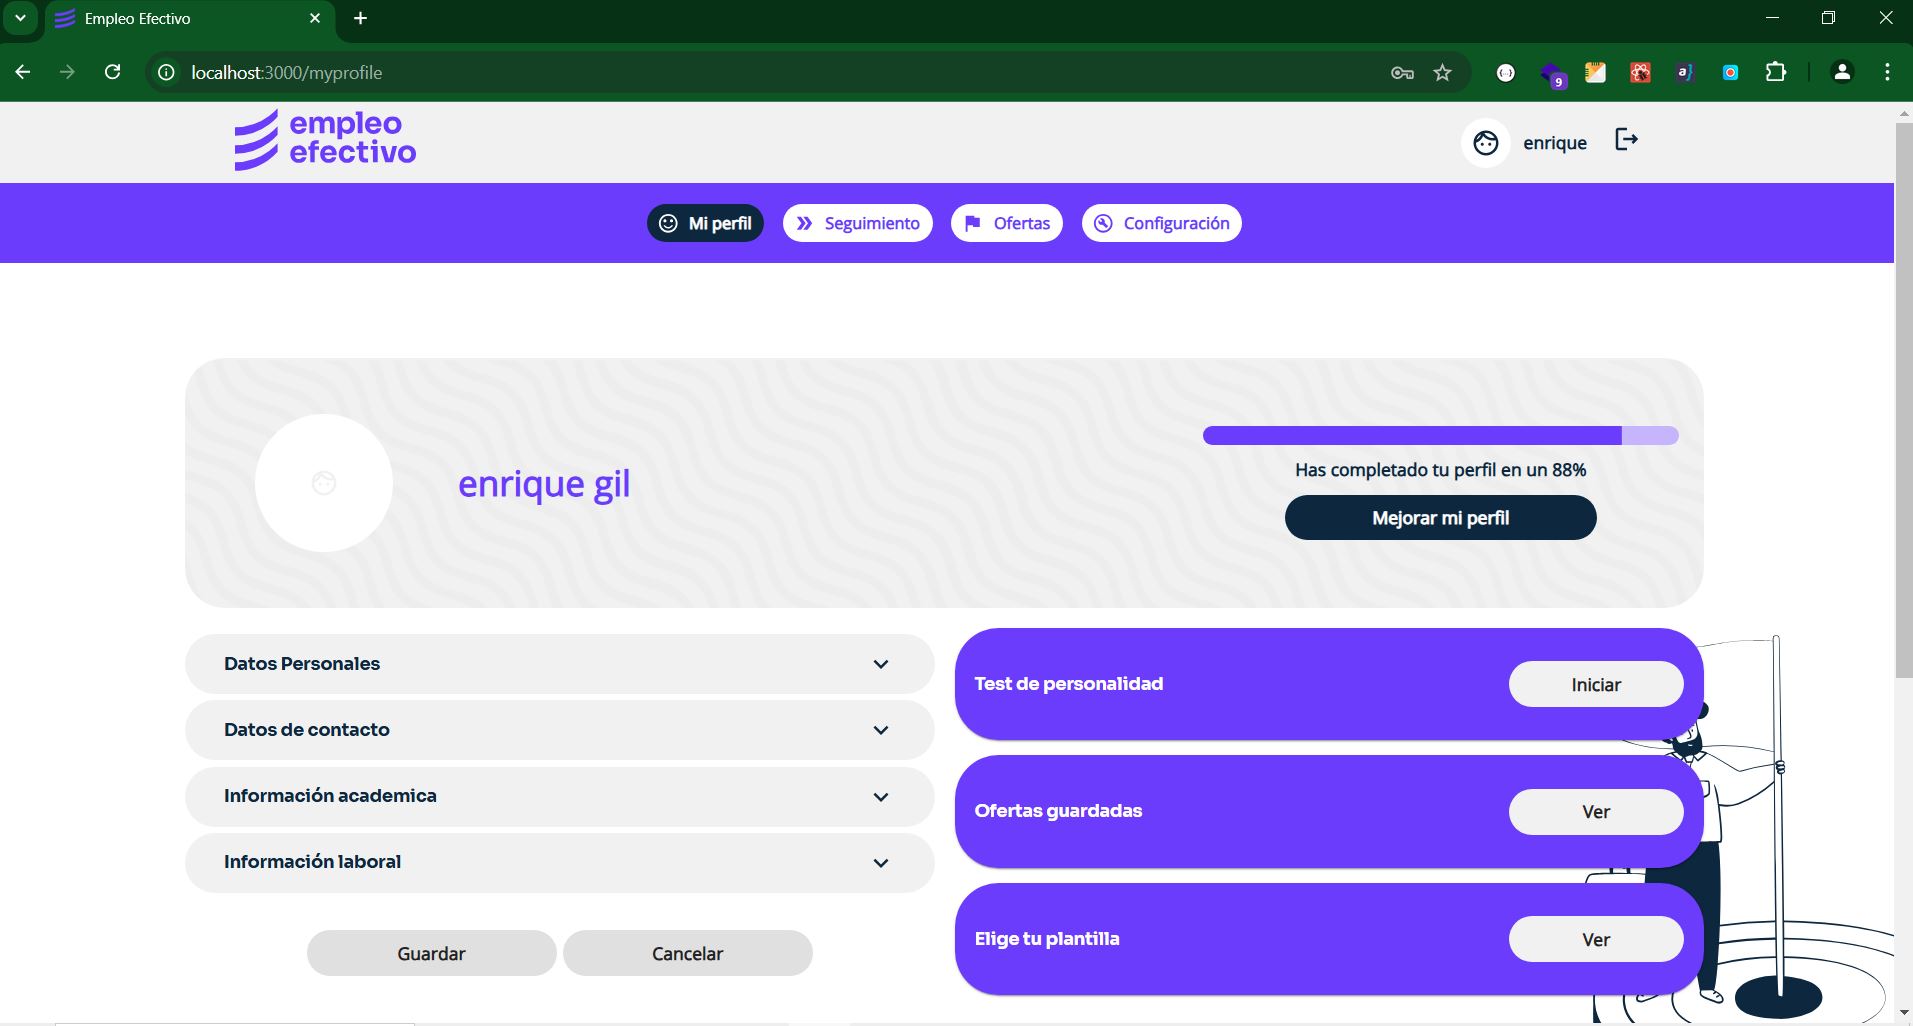 Empleo Efectivo
localhost:3000/myprofile
9
empleo
efectivo
enrique
Mi perfil
Seguimiento
Ofertas
Configuración
enrique gil
Has completado tu perfil en un 88%
Mejorar mi perfil
Datos Personales
Datos de contacto
Información academica
Información laboral
Guardar
Cancelar
Test de personalidad
Iniciar
Ofertas guardadas
Ver
Elige tu plantilla
Ver